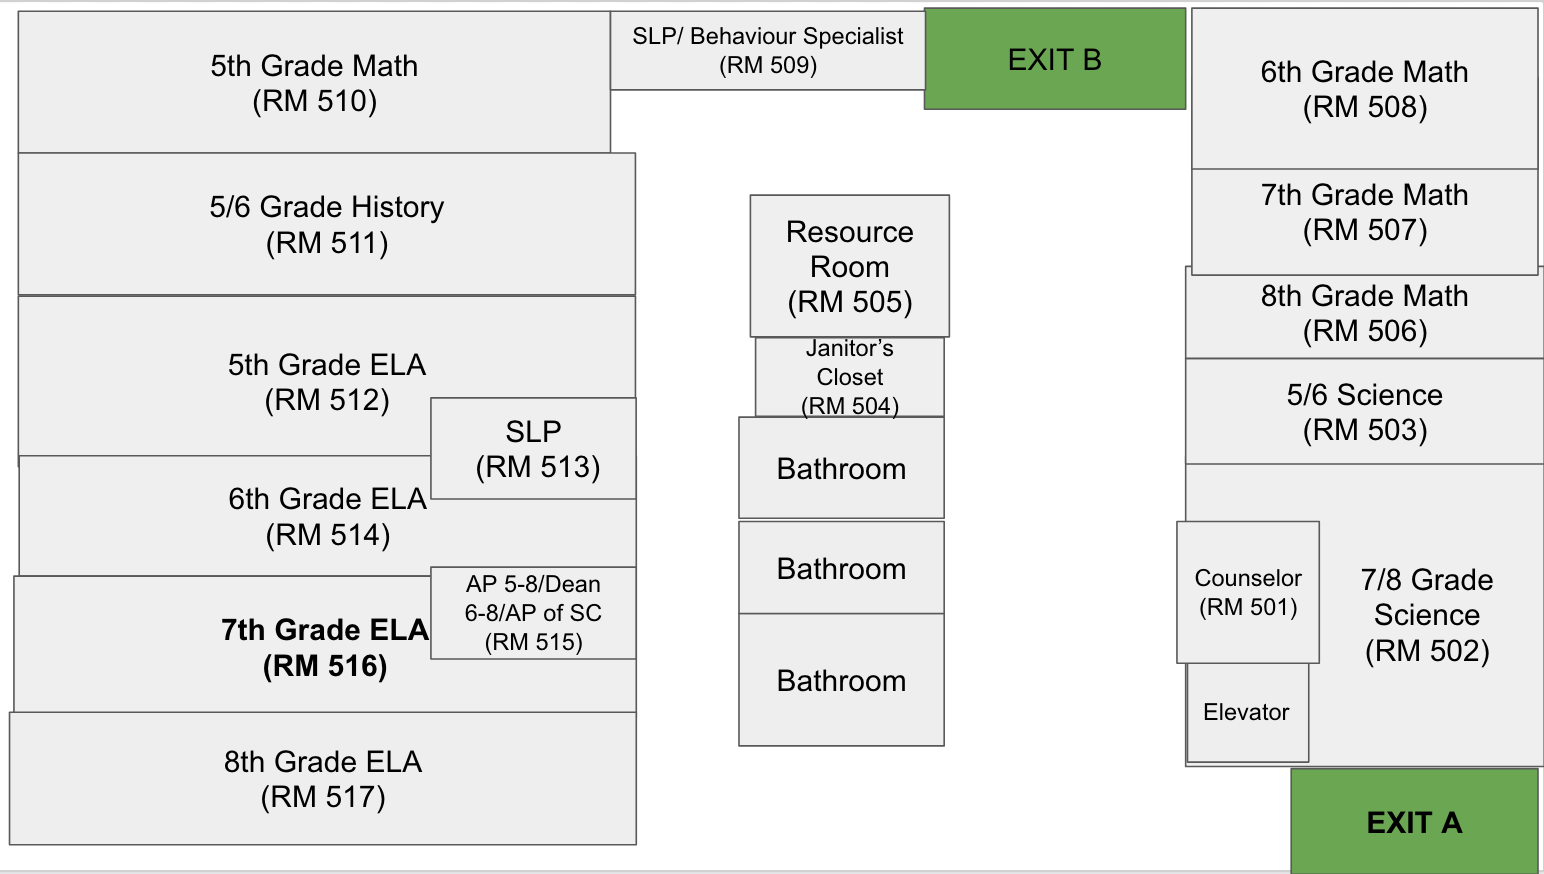 5th Grade Math
(RM 510)
SLP/ Behaviour Specialist
(RM 509)
EXIT B
6th Grade Math
(RM 508)
5/6 Grade History
(RM 511)
Resource
Room
(RM 505)
7th Grade Math
(RM 507)
5th Grade ELA
(RM 512)
Janitor’s
Closet
(RM 504)
8th Grade Math
(RM 506)
SLP
(RM 513)
Bathroom
5/6 Science
(RM 503)
6th Grade ELA
(RM 514)
Bathroom
Counselor
(RM 501)
7/8 Grade
Science
(RM 502)
7th Grade ELA
(RM 516)
AP 5-8/Dean
6-8/AP of SC
(RM 515)
Bathroom
Elevator
8th Grade ELA
(RM 517)
EXIT A